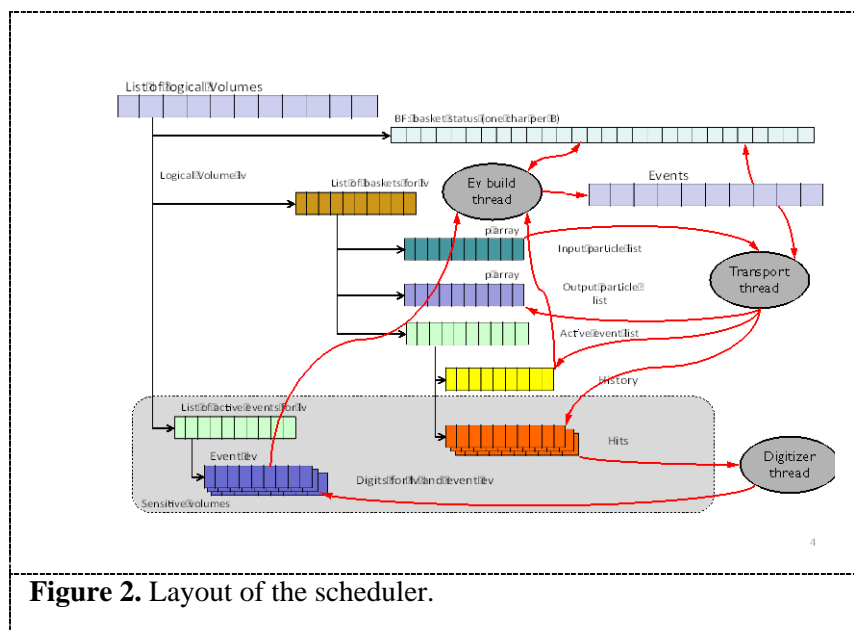 List of logical Volumes
BF: basket status (one char per B)
Logical Volume lv
List of baskets for lv
Ev build
thread
Events
p array
Input particle list
Transport
thread
p array
Output particle
list
Active event list
History
List of active events for lv
Hits
Event ev
Digitizer
thread
Digits for lv and event ev
Sensitive volumes
4
Figure 2. Layout of the scheduler.